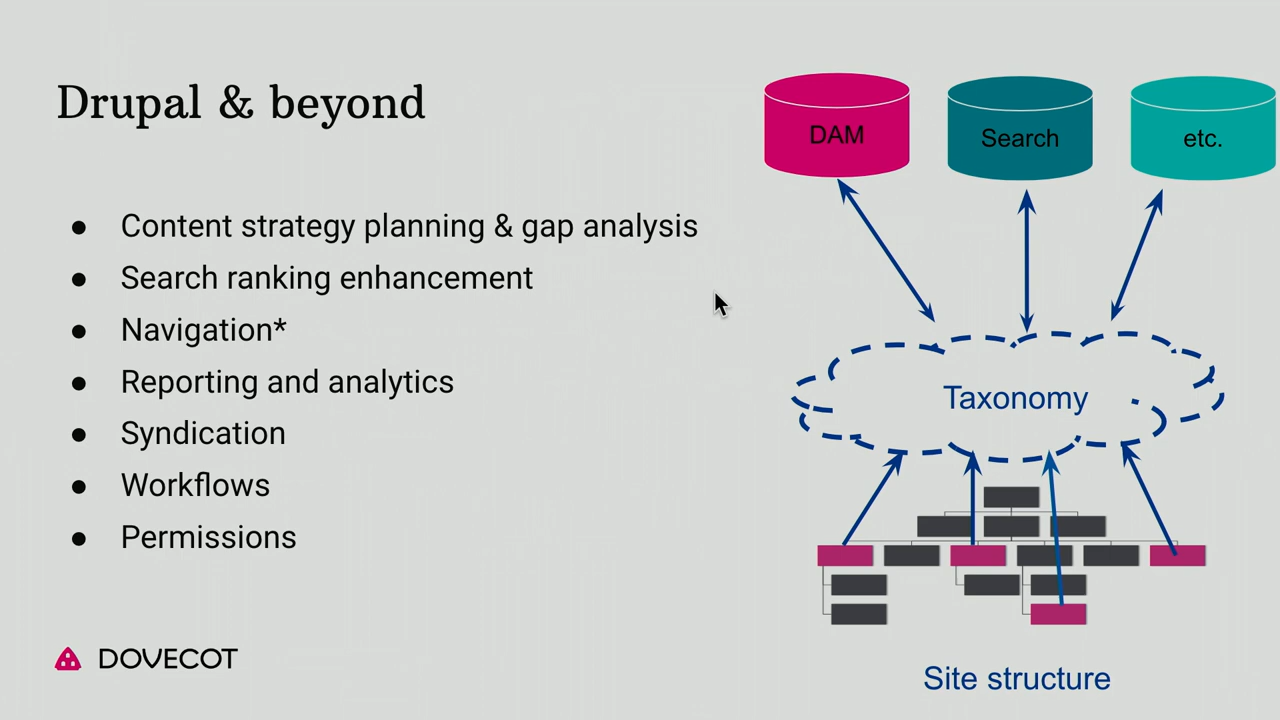 Drupal & beyond
● Content strategy planning & gap analysis
● Search ranking enhancement
● Navigation*
● Reporting and analytics
● Syndication
● Workflows
● Permissions
DOVECOT
DAM
Search
etc.
Taxonomy
Site structure